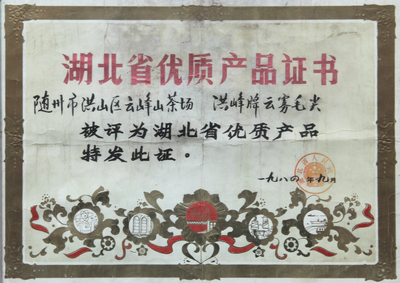 湖北省优质产品证书
随州市洪山区云峰山茶场 洪峰牌云雾毛尖
被评为湖北省优质产品
特发此证。
一九八四年九月